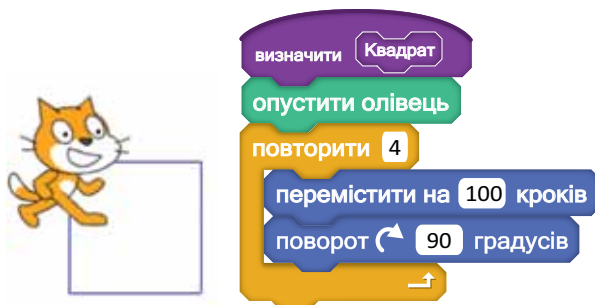 визначити Квадрат
опустити олівець
повторити 4
перемістити на 100 кроків
поворот 90 градусів